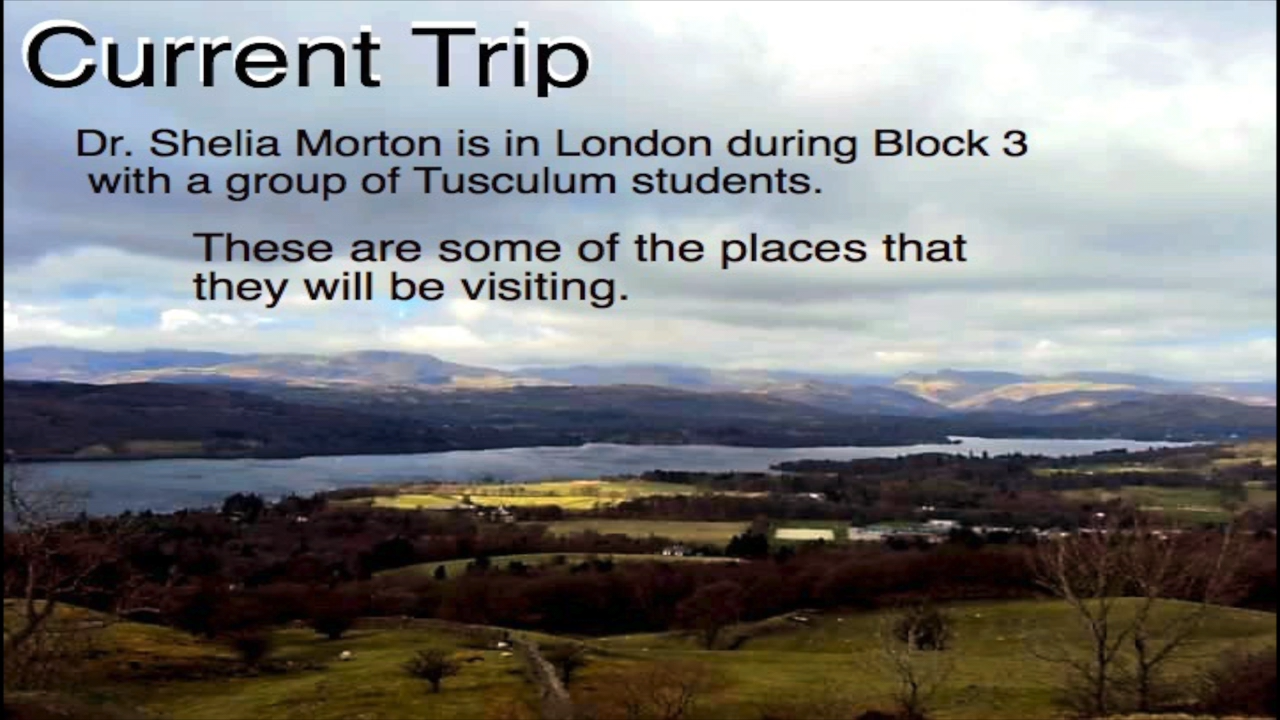 Current Trip
Dr. Shelia Morton is in London during Block 3
with a group of Tusculum students.
These are some of the places that
they will be visiting.